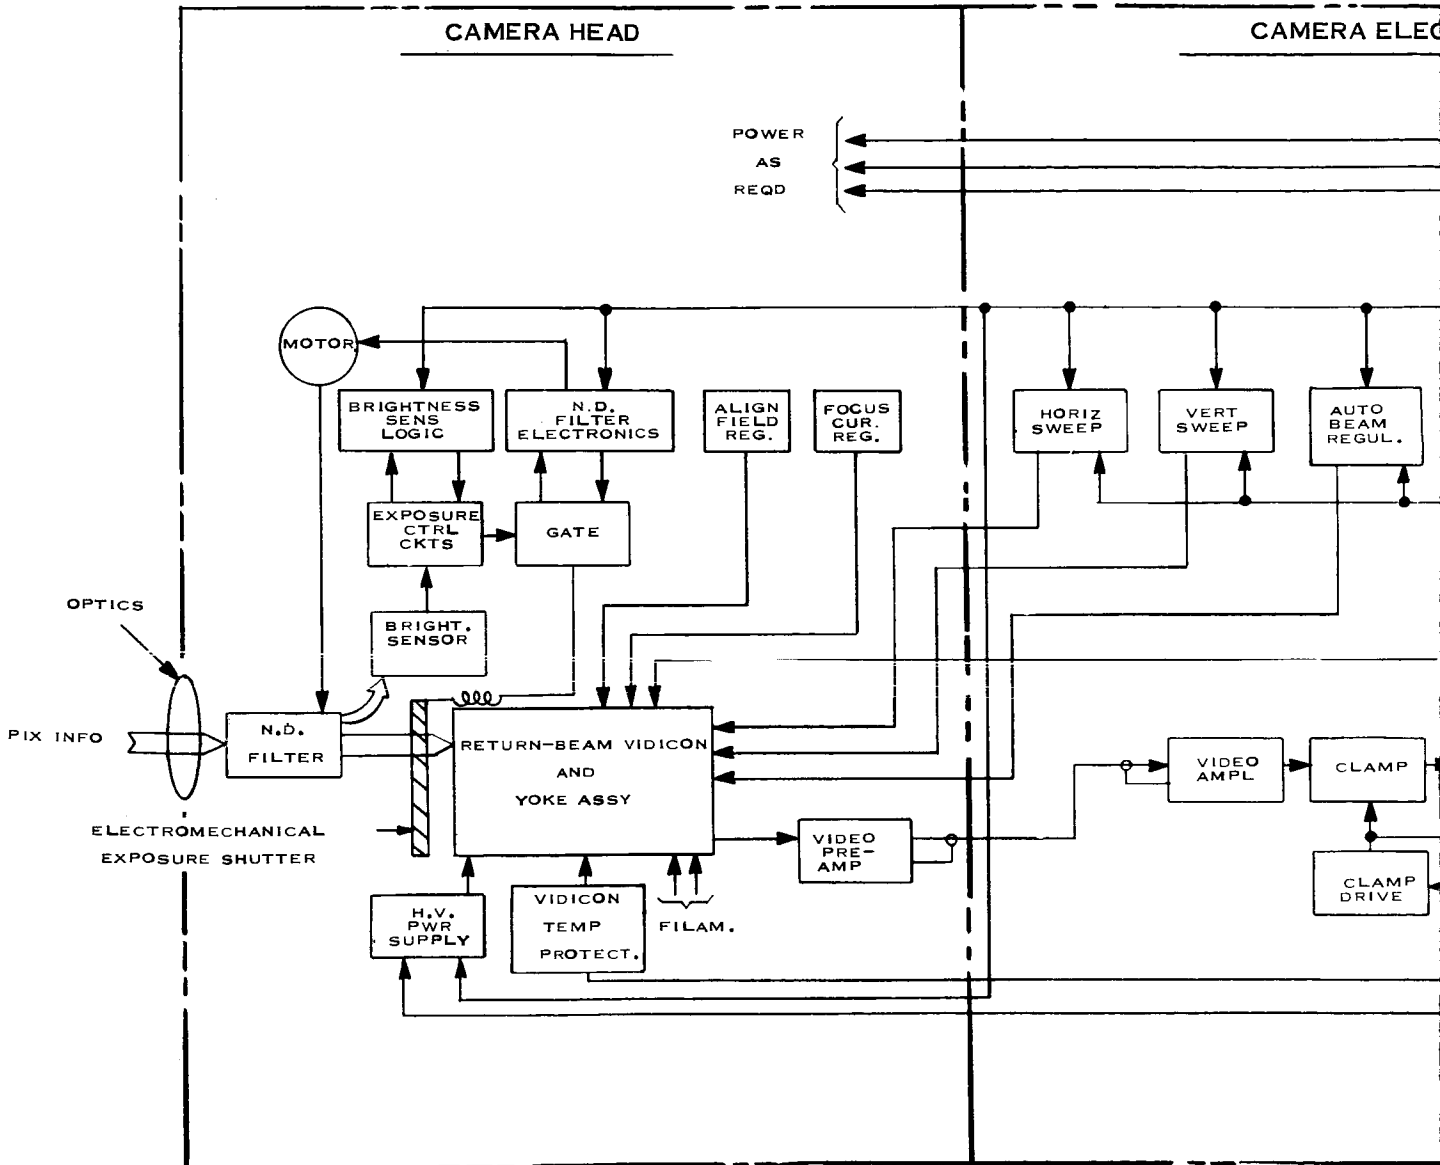 CAMERA HEAD
CAMERA ELEC
POWER
AS
REQD
MOTOR
BRIGHTNESS
SENS
LOGIC
N.D.
FILTER
ELECTRONICS
ALIGN
FIELD
REG.
FOCUS
CUR.
REG.
HORIZ
SWEEP
VERT
SWEEP
AUTO
BEAM
REGUL.
EXPOSURE
CTRL
CKTS
GATE
OPTICS
BRIGHT.
SENSOR
PIX INFO
N.D.
FILTER
RETURN-BEAM VIDICON
AND
YOKE ASSY
VIDEO
AMPL
CLAMP
ELECTROMECHANICAL
EXPOSURE SHUTTER
VIDEO
PRE-
AMP
CLAMP
DRIVE
H.V.
PWR
SUPPLY
VIDICON
TEMP
PROTECT.
FILAM.